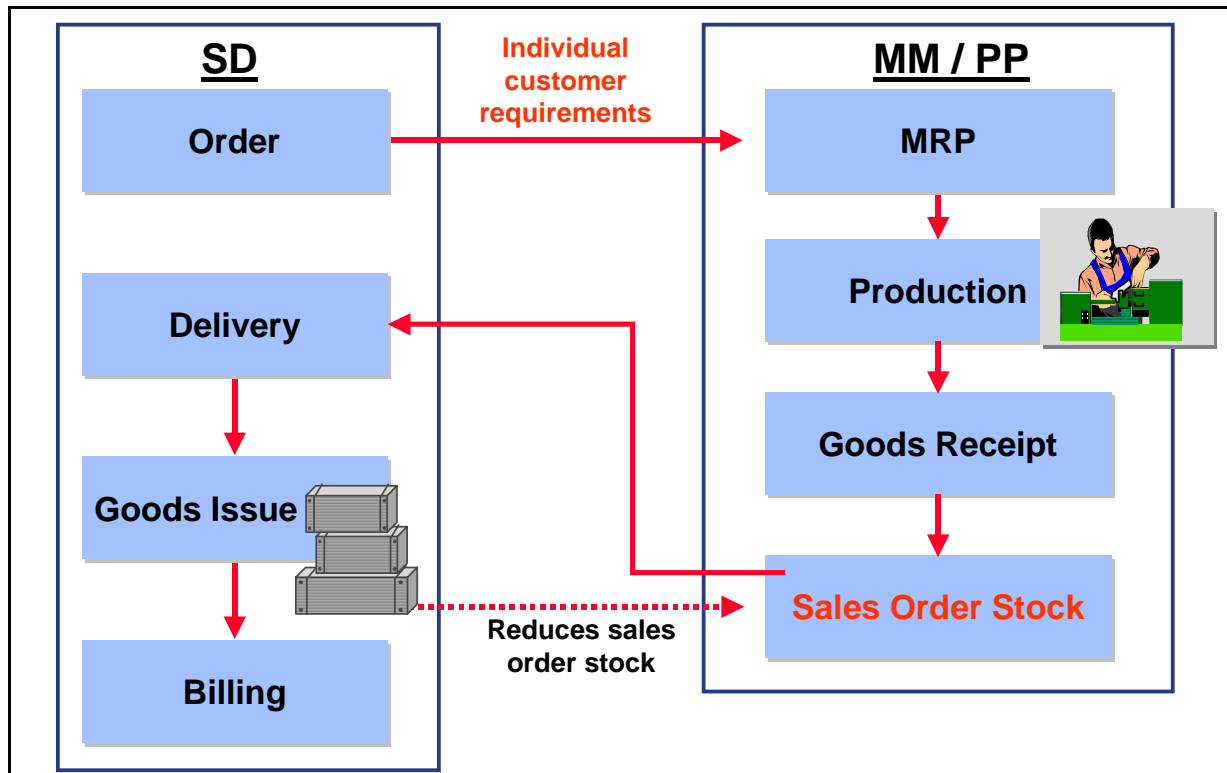 SD
Order
Delivery
Goods Issue
Billing
Individual
customer
requirements
Reduces sales
order stock
MM / PP
MRP
Production
Goods Receipt
Sales Order Stock